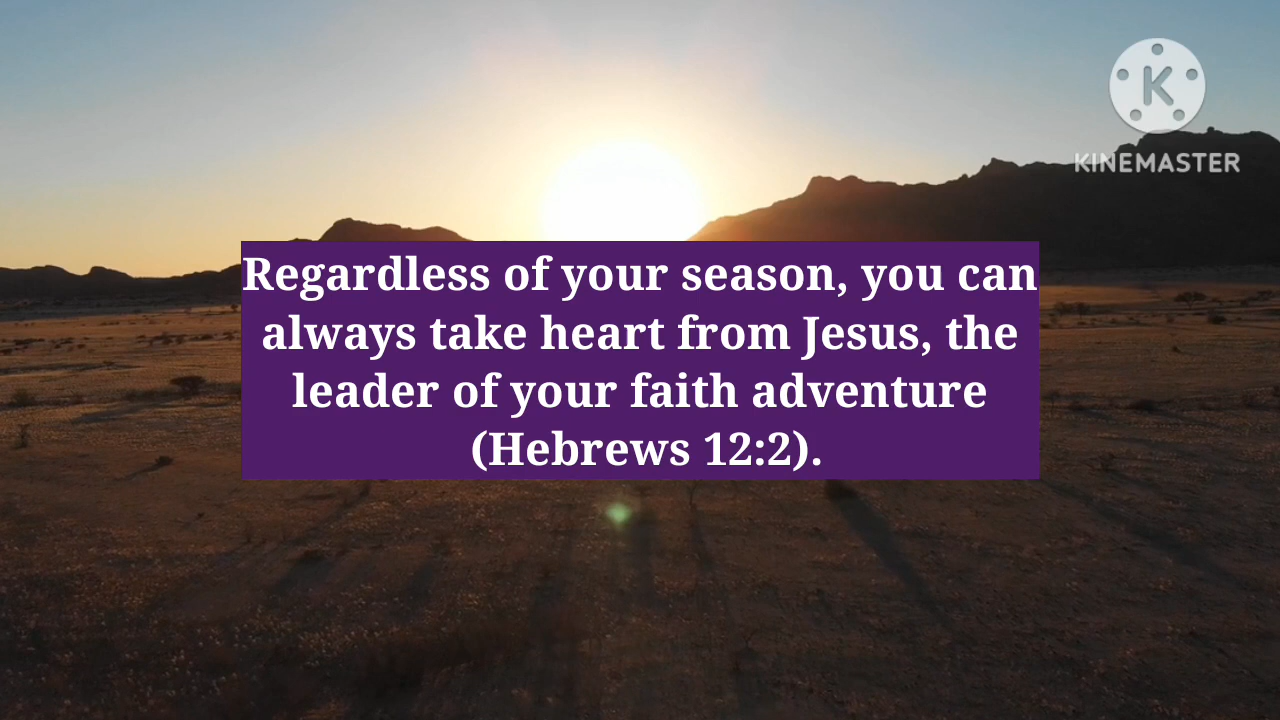 K
KINEMASTER
Regardless of your season, you can
always take heart from Jesus, the
leader of your faith adventure
(Hebrews 12:2).